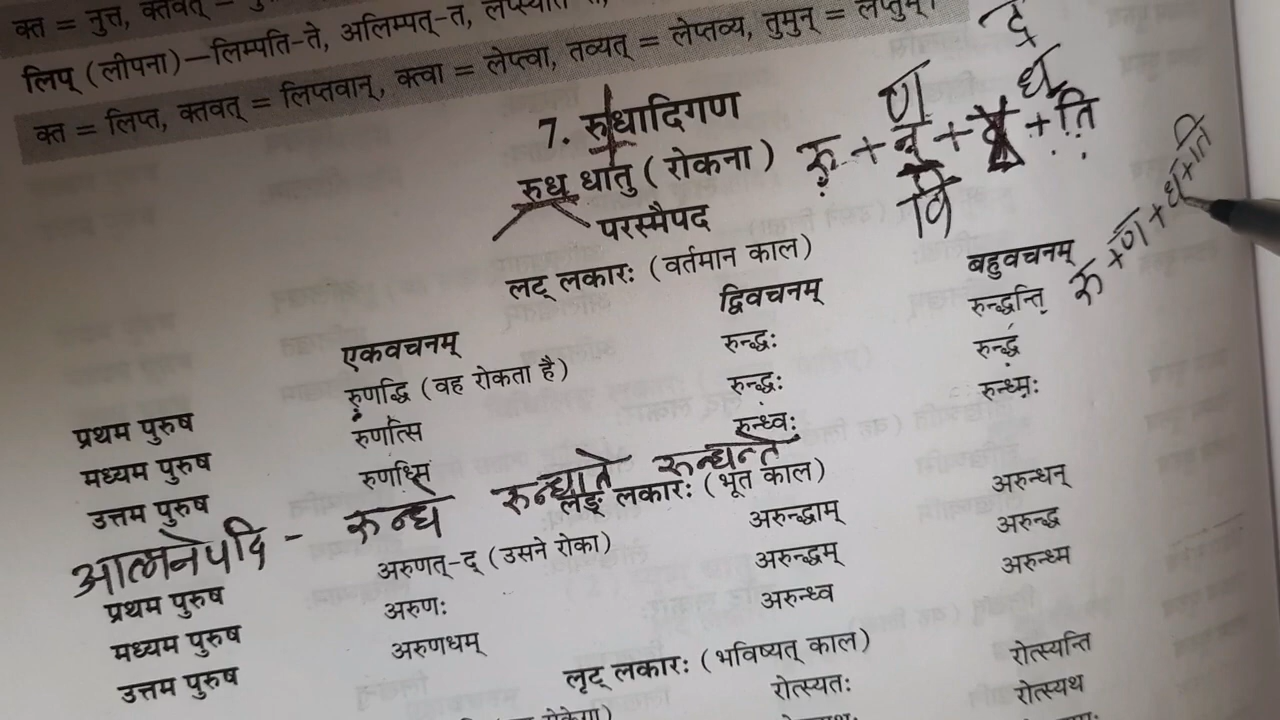 क्त = नुत्त, क्तवत् =
लिप् (लीपना)—लिम्पति-ते, अलिम्पत्-त,
क्त = लिप्त, क्तवत् = लिप्तवान्, क्त्वा = लेप्त्वा, तव्यत् = लेप्तव्य, तुमुन् = लेप्तुम्।
7. रुधादिगण
रुध् धातु (रोकना)
रु + न् + + ति
ण
ध्
द्
रु + ण + ध् + ति
परस्मैपद
लट् लकारः (वर्तमान काल)
एकवचनम् द्विवचनम् बहुवचनम्
प्रथम पुरुष रुणद्धि (वह रोकता है) रुन्द्धः रुन्द्धन्ति
मध्यम पुरुष रुणत्सि रुन्द्धः रुन्द्ध
उत्तम पुरुष रुणध्मि रुन्ध्वः रुन्ध्मः
आत्मनेपदि - रुन्धे रुन्धाते रुन्धन्ते
लङ् लकारः (भूत काल)
प्रथम पुरुष अरुणत्-द् (उसने रोका) अरुन्द्धाम् अरुन्धन्
मध्यम पुरुष अरुणः अरुन्द्धम् अरुन्द्ध
उत्तम पुरुष अरुणधम् अरुन्ध्व अरुन्ध्म
लृट् लकारः (भविष्यत् काल)
रोत्स्यतः रोत्स्यन्ति
रोत्स्यथ